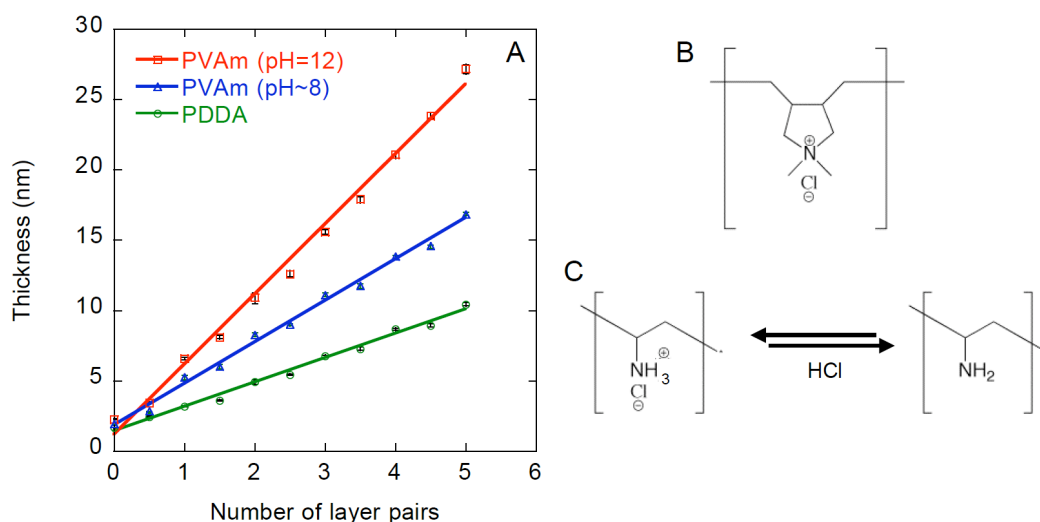 30
25
20
15
10
5
0
Thickness (nm)
PVAm (pH=12)
PVAm (pH~8)
PDDA
A
0 1 2 3 4 5 6
Number of layer pairs
B
N
⊕
Cl
⊖
C
NH3
⊕
Cl
⊖
HCl
NH2